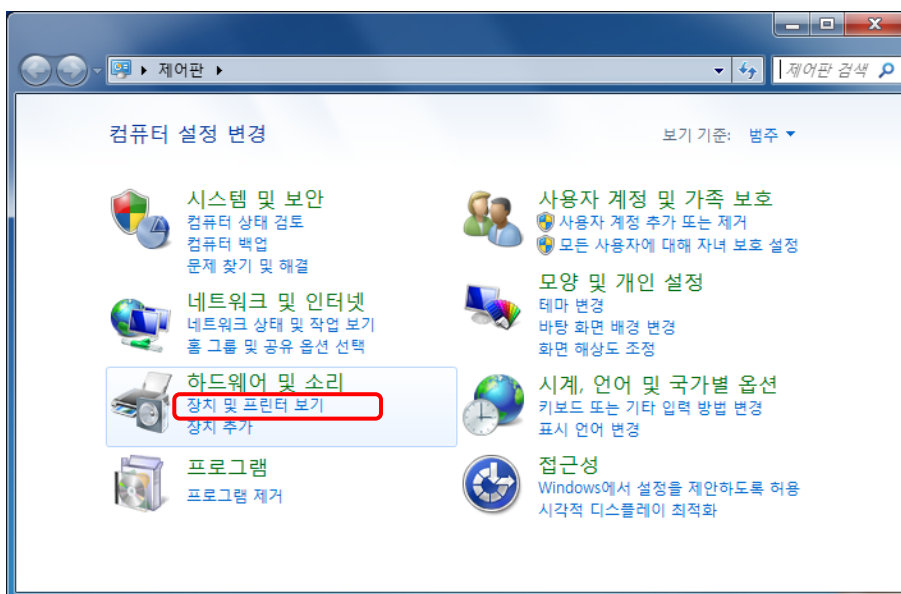 제어판
제어판 검색
컴퓨터 설정 변경
보기 기준: 범주
시스템 및 보안
컴퓨터 상태 검토
컴퓨터 백업
문제 찾기 및 해결
네트워크 및 인터넷
네트워크 상태 및 작업 보기
홈 그룹 및 공유 옵션 선택
하드웨어 및 소리
장치 및 프린터 보기
장치 추가
프로그램
프로그램 제거
사용자 계정 및 가족 보호
사용자 계정 추가 또는 제거
모든 사용자에 대해 자녀 보호 설정
모양 및 개인 설정
테마 변경
바탕 화면 배경 변경
화면 해상도 조정
시계, 언어 및 국가별 옵션
키보드 또는 기타 입력 방법 변경
표시 언어 변경
접근성
Windows에서 설정을 제안하도록 허용
시각적 디스플레이 최적화